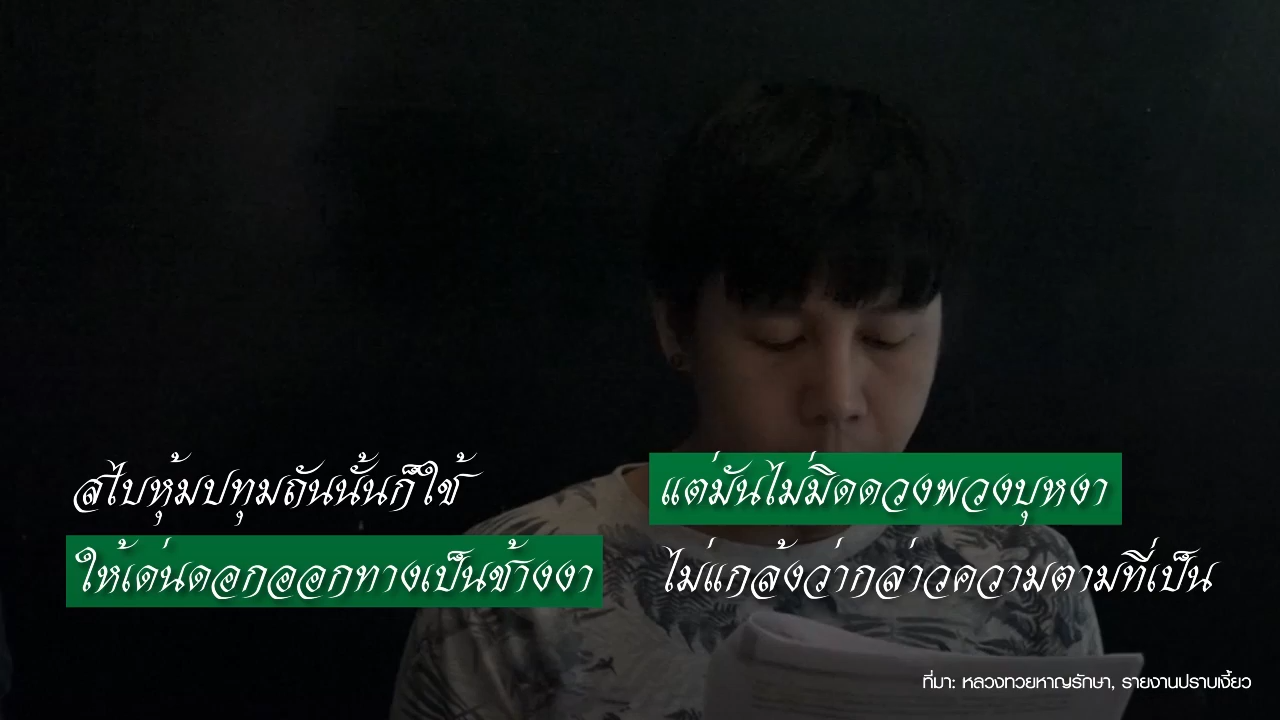 สไบหุ้มปทุมถันนั้นก็ใช้ แต่มันไม่มิดดวงพวงบุหงา
ให้เด่นดอกออกทางเป็นช้างงา ไม่แกล้งว่ากล่าวความตามที่เป็น
ที่มา: หลวงทวยหาญรักษา, รายงานปราบเงี้ยว